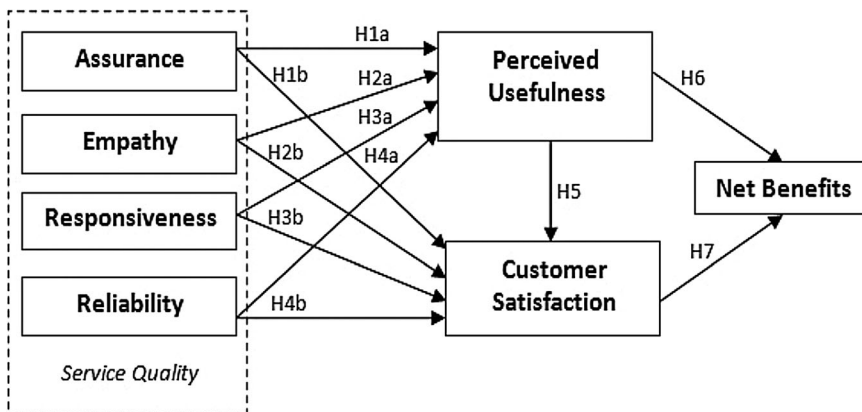 Assurance
Empathy
Responsiveness
Reliability
Service Quality
H1a
H1b
H2a
H3a
H2b
H4a
H3b
H4b
Perceived
Usefulness
H5
Customer
Satisfaction
H6
H7
Net Benefits